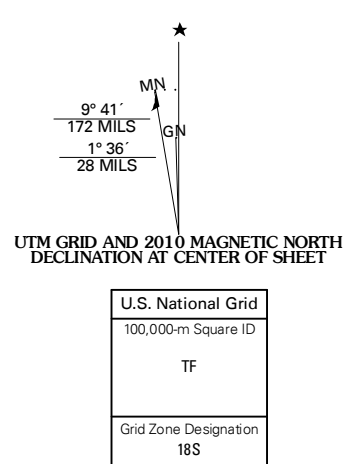 ★
MN
9° 41´
172 MILS
GN
1° 36´
28 MILS
UTM GRID AND 2010 MAGNETIC NORTH
DECLINATION AT CENTER OF SHEET
U.S. National Grid
100,000-m Square ID
TF
Grid Zone Designation
18S